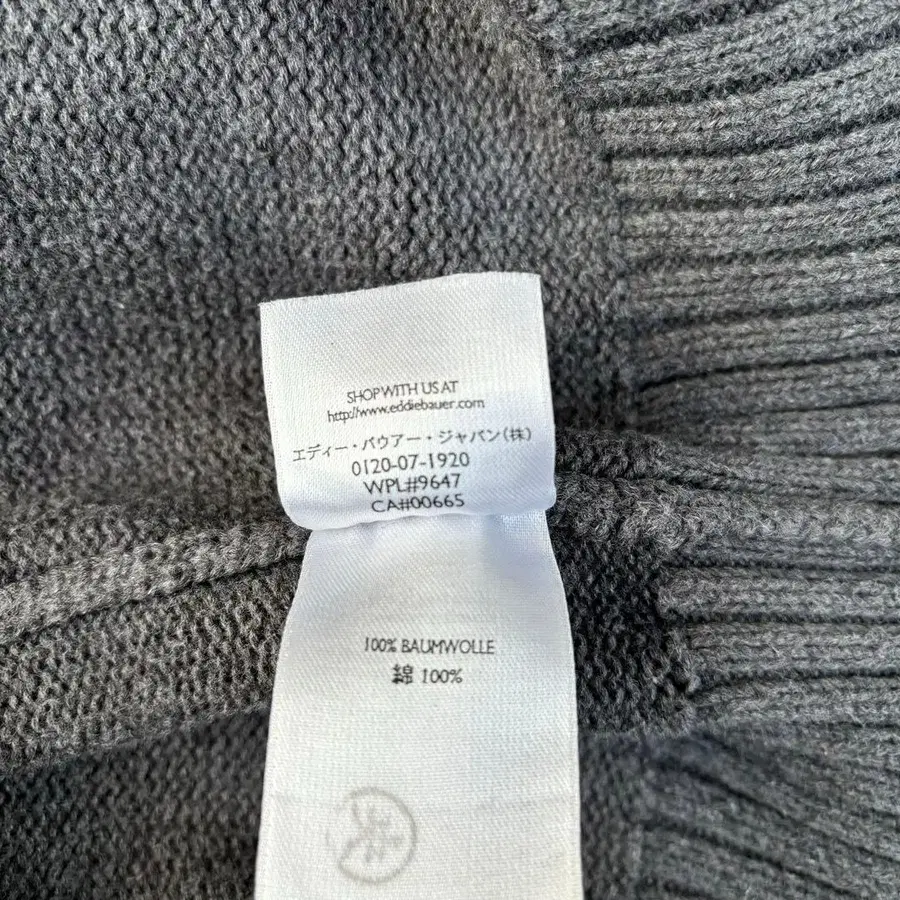 SHOP WITH US AT
http://www.eddiebauer.com
エディー・バウアー・ジャパン(株)
0120-07-1920
WPL#9647
CA#00665
100% BAUMWOLLE
綿 100%